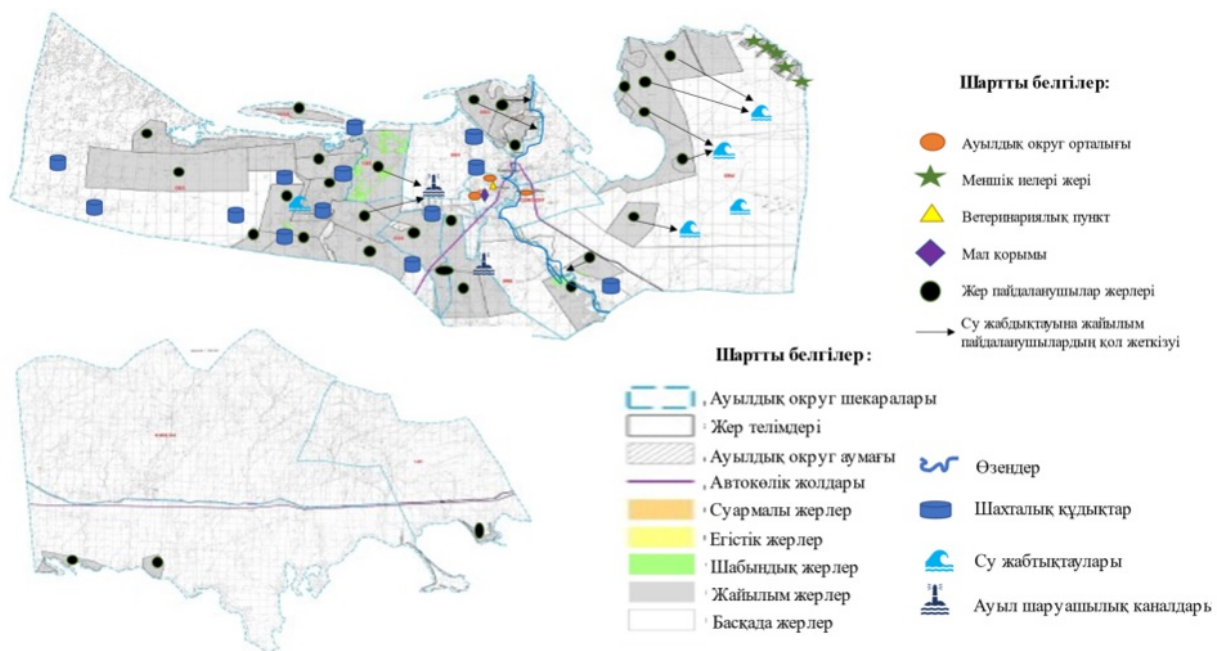 Шартты белгілер:
Ауылдық округ орталығы
Меншік иелері жері
Ветеринариялық пункт
Мал қорымы
Жер пайдаланушылар жерлері
Су жабдықтауына жайылым
пайдаланушылардың қол жеткізуі
Шартты белгілер:
Ауылдық округ шекаралары
Жер телімдері
Ауылдық округ аумағы
Автокөлік жолдары
Суармалы жерлер
Егістік жерлер
Шабындық жерлер
Жайылым жерлер
Басқада жерлер
Өзендер
Шахталық құдықтар
Су жабтықтаулары
Ауыл шаруашылық каналдарь